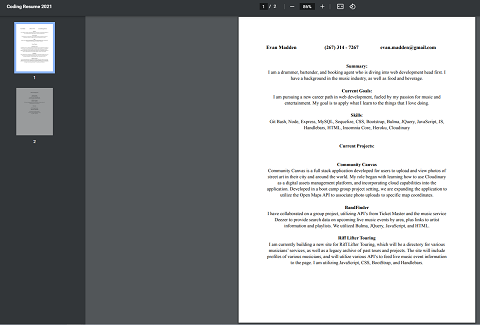 Coding Resume 2021
1 / 2
86%
1
2
Evan Madden (267) 314 - 7267 evan.madden@gmail.com
Summary:
I am a drummer, bartender, and booking agent who is diving into web development head first. I
have a background in the music industry, as well as food and beverage.
Current Goals:
I am pursuing a new career path in web development, fueled by my passion for music and
entertainment. My goal is to apply what I learn to the things that I love doing.
Skills:
Git Bash, Node, Express, MySQL, Sequelize, CSS, Bootstrap, Bulma, JQuery, JavaScript, JS,
Handlebars, HTML, Insomnia Core, Heroku, Cloudinary
Current Projects:
Community Canvas
Community Canvas is a full stack application developed for users to upload and view photos of
street art in their city and around the world. My role began with learning how to use Cloudinary
as a digital assets management platform, and incorporating cloud capabilities into the
application. Developed in a boot camp group project setting, we are expanding the application to
utilize the Open Maps API to associate photo uploads to specific map coordinates.
BandFinder
I have collaborated on a group project, utilizing API's from Ticket Master and the music service
Deezer to provide search data on upcoming live music events by area, plus links to artist
information and playlists. We utilized Bulma, JQuery, JavaScript, and HTML.
Riff Lifter Touring
I am currently building a new site for Riff Lifter Touring, which will be a directory for various
musicians' services, as well as a legacy archive of past tours and projects. The site will include
profiles of various musicians, and will utilize various API's to find live music event information
to the page. I am utilizing JavaScript, CSS, BootStrap, and Handlebars